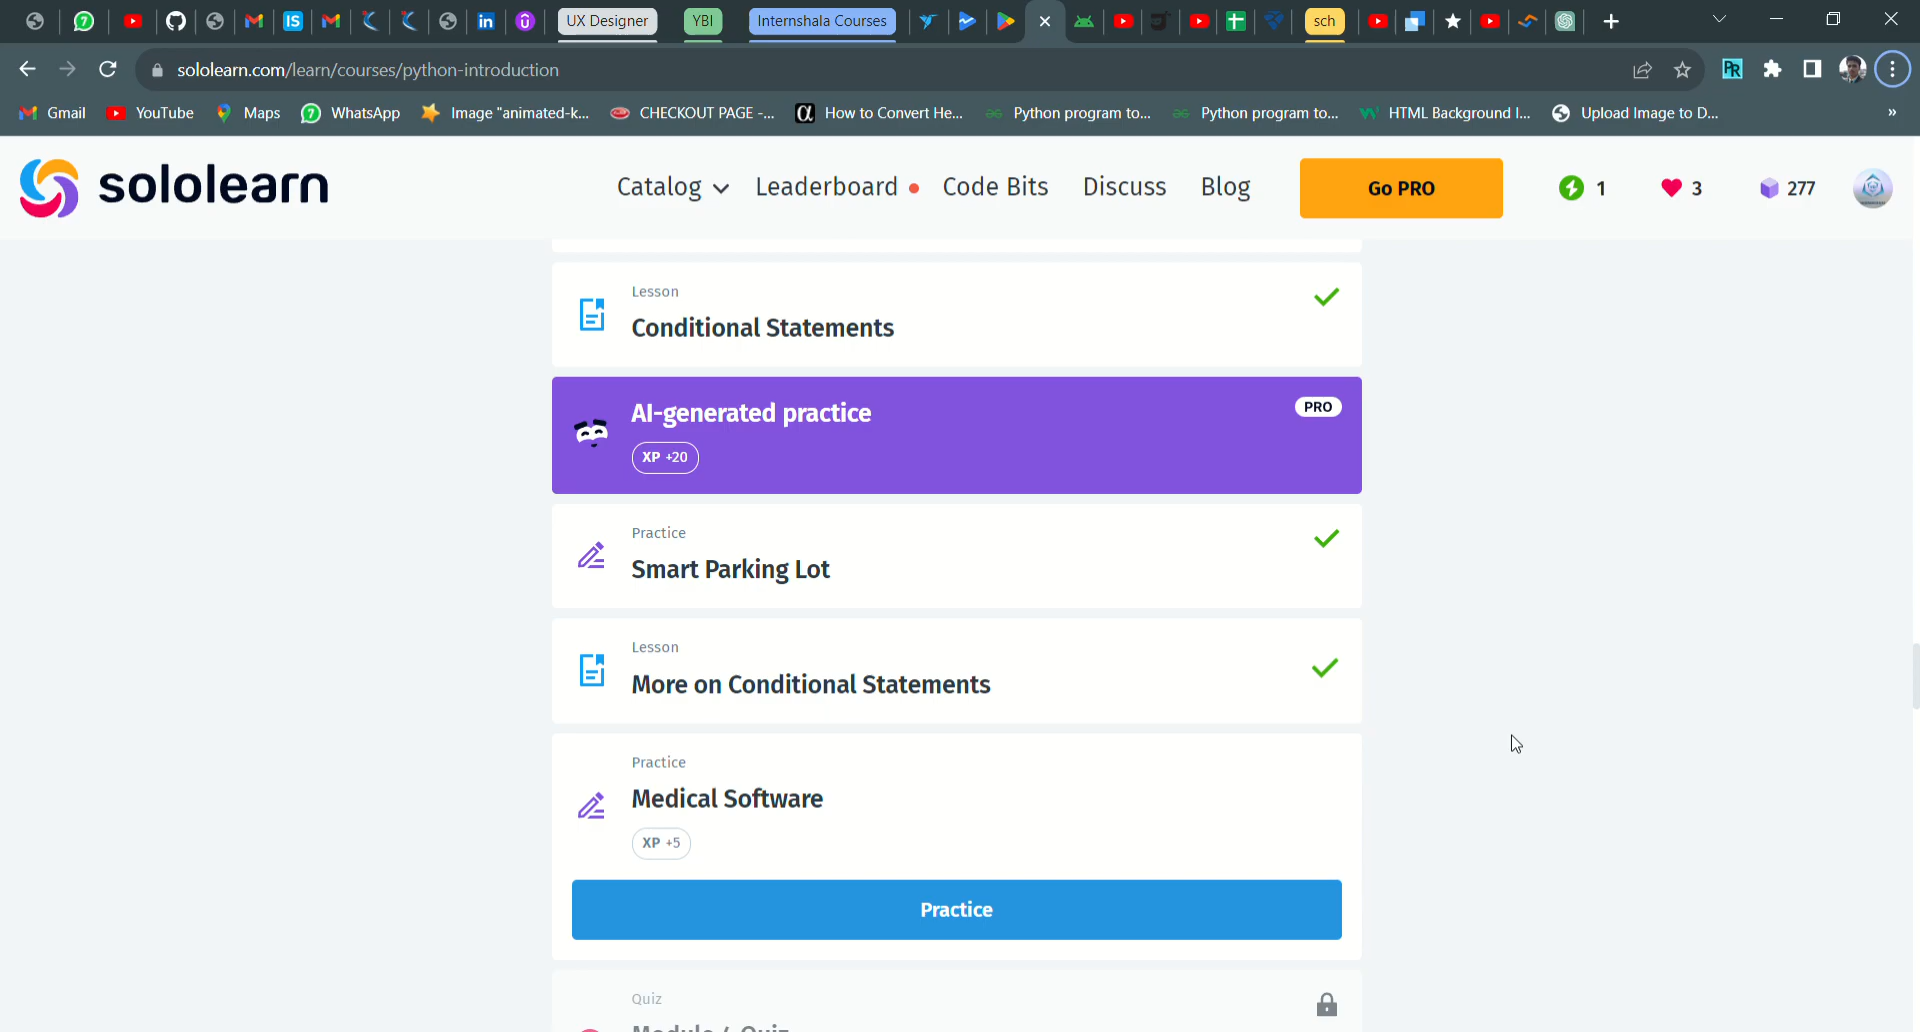 UX Designer
YBI
Internshala Courses
sch
sololearn.com/learn/courses/python-introduction
Gmail
YouTube
Maps
WhatsApp
Image "animated-k...
CHECKOUT PAGE -...
How to Convert He...
Python program to...
Python program to...
HTML Background I...
Upload Image to D...
»
sololearn
Catalog
Leaderboard
Code Bits
Discuss
Blog
Go PRO
1
3
277
Lesson
Conditional Statements
AI-generated practice
PRO
XP +20
Practice
Smart Parking Lot
Lesson
More on Conditional Statements
Practice
Medical Software
XP +5
Practice
Quiz
Module 4 Quiz